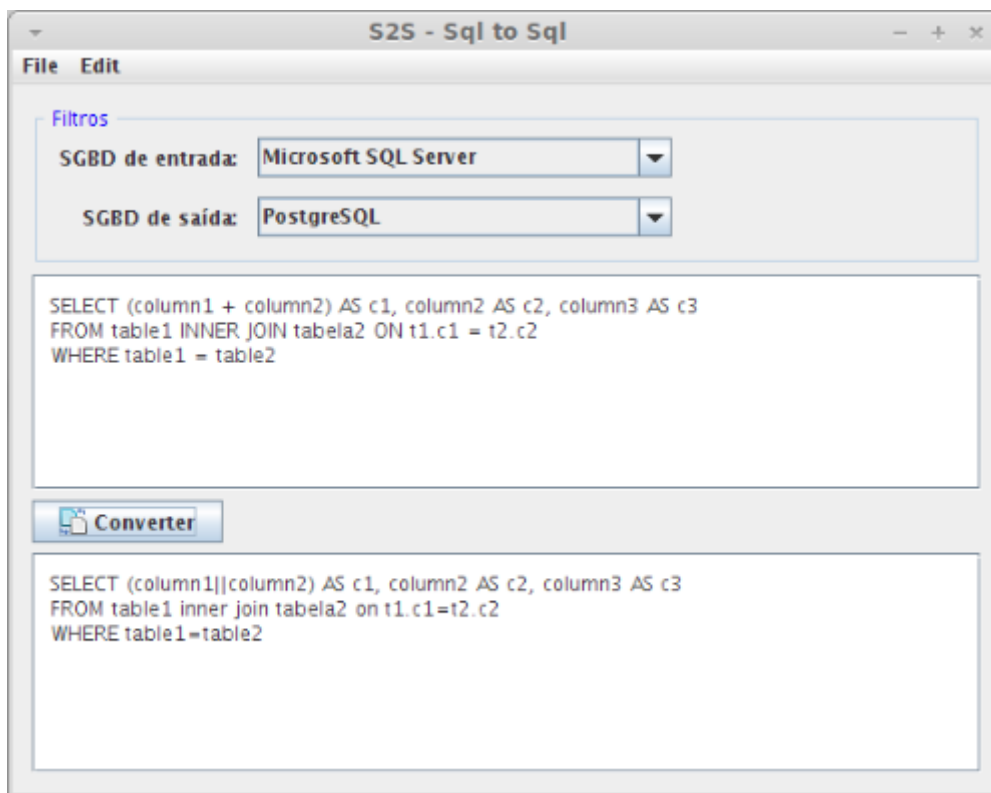 S2S - Sql to Sql
File Edit
Filtros
SGBD de entrada: Microsoft SQL Server
SGBD de saída: PostgreSQL
SELECT (column1 + column2) AS c1, column2 AS c2, column3 AS c3
FROM table1 INNER JOIN tabela2 ON t1.c1 = t2.c2
WHERE table1 = table2
Converter
SELECT (column1||column2) AS c1, column2 AS c2, column3 AS c3
FROM table1 inner join tabela2 on t1.c1=t2.c2
WHERE table1=table2